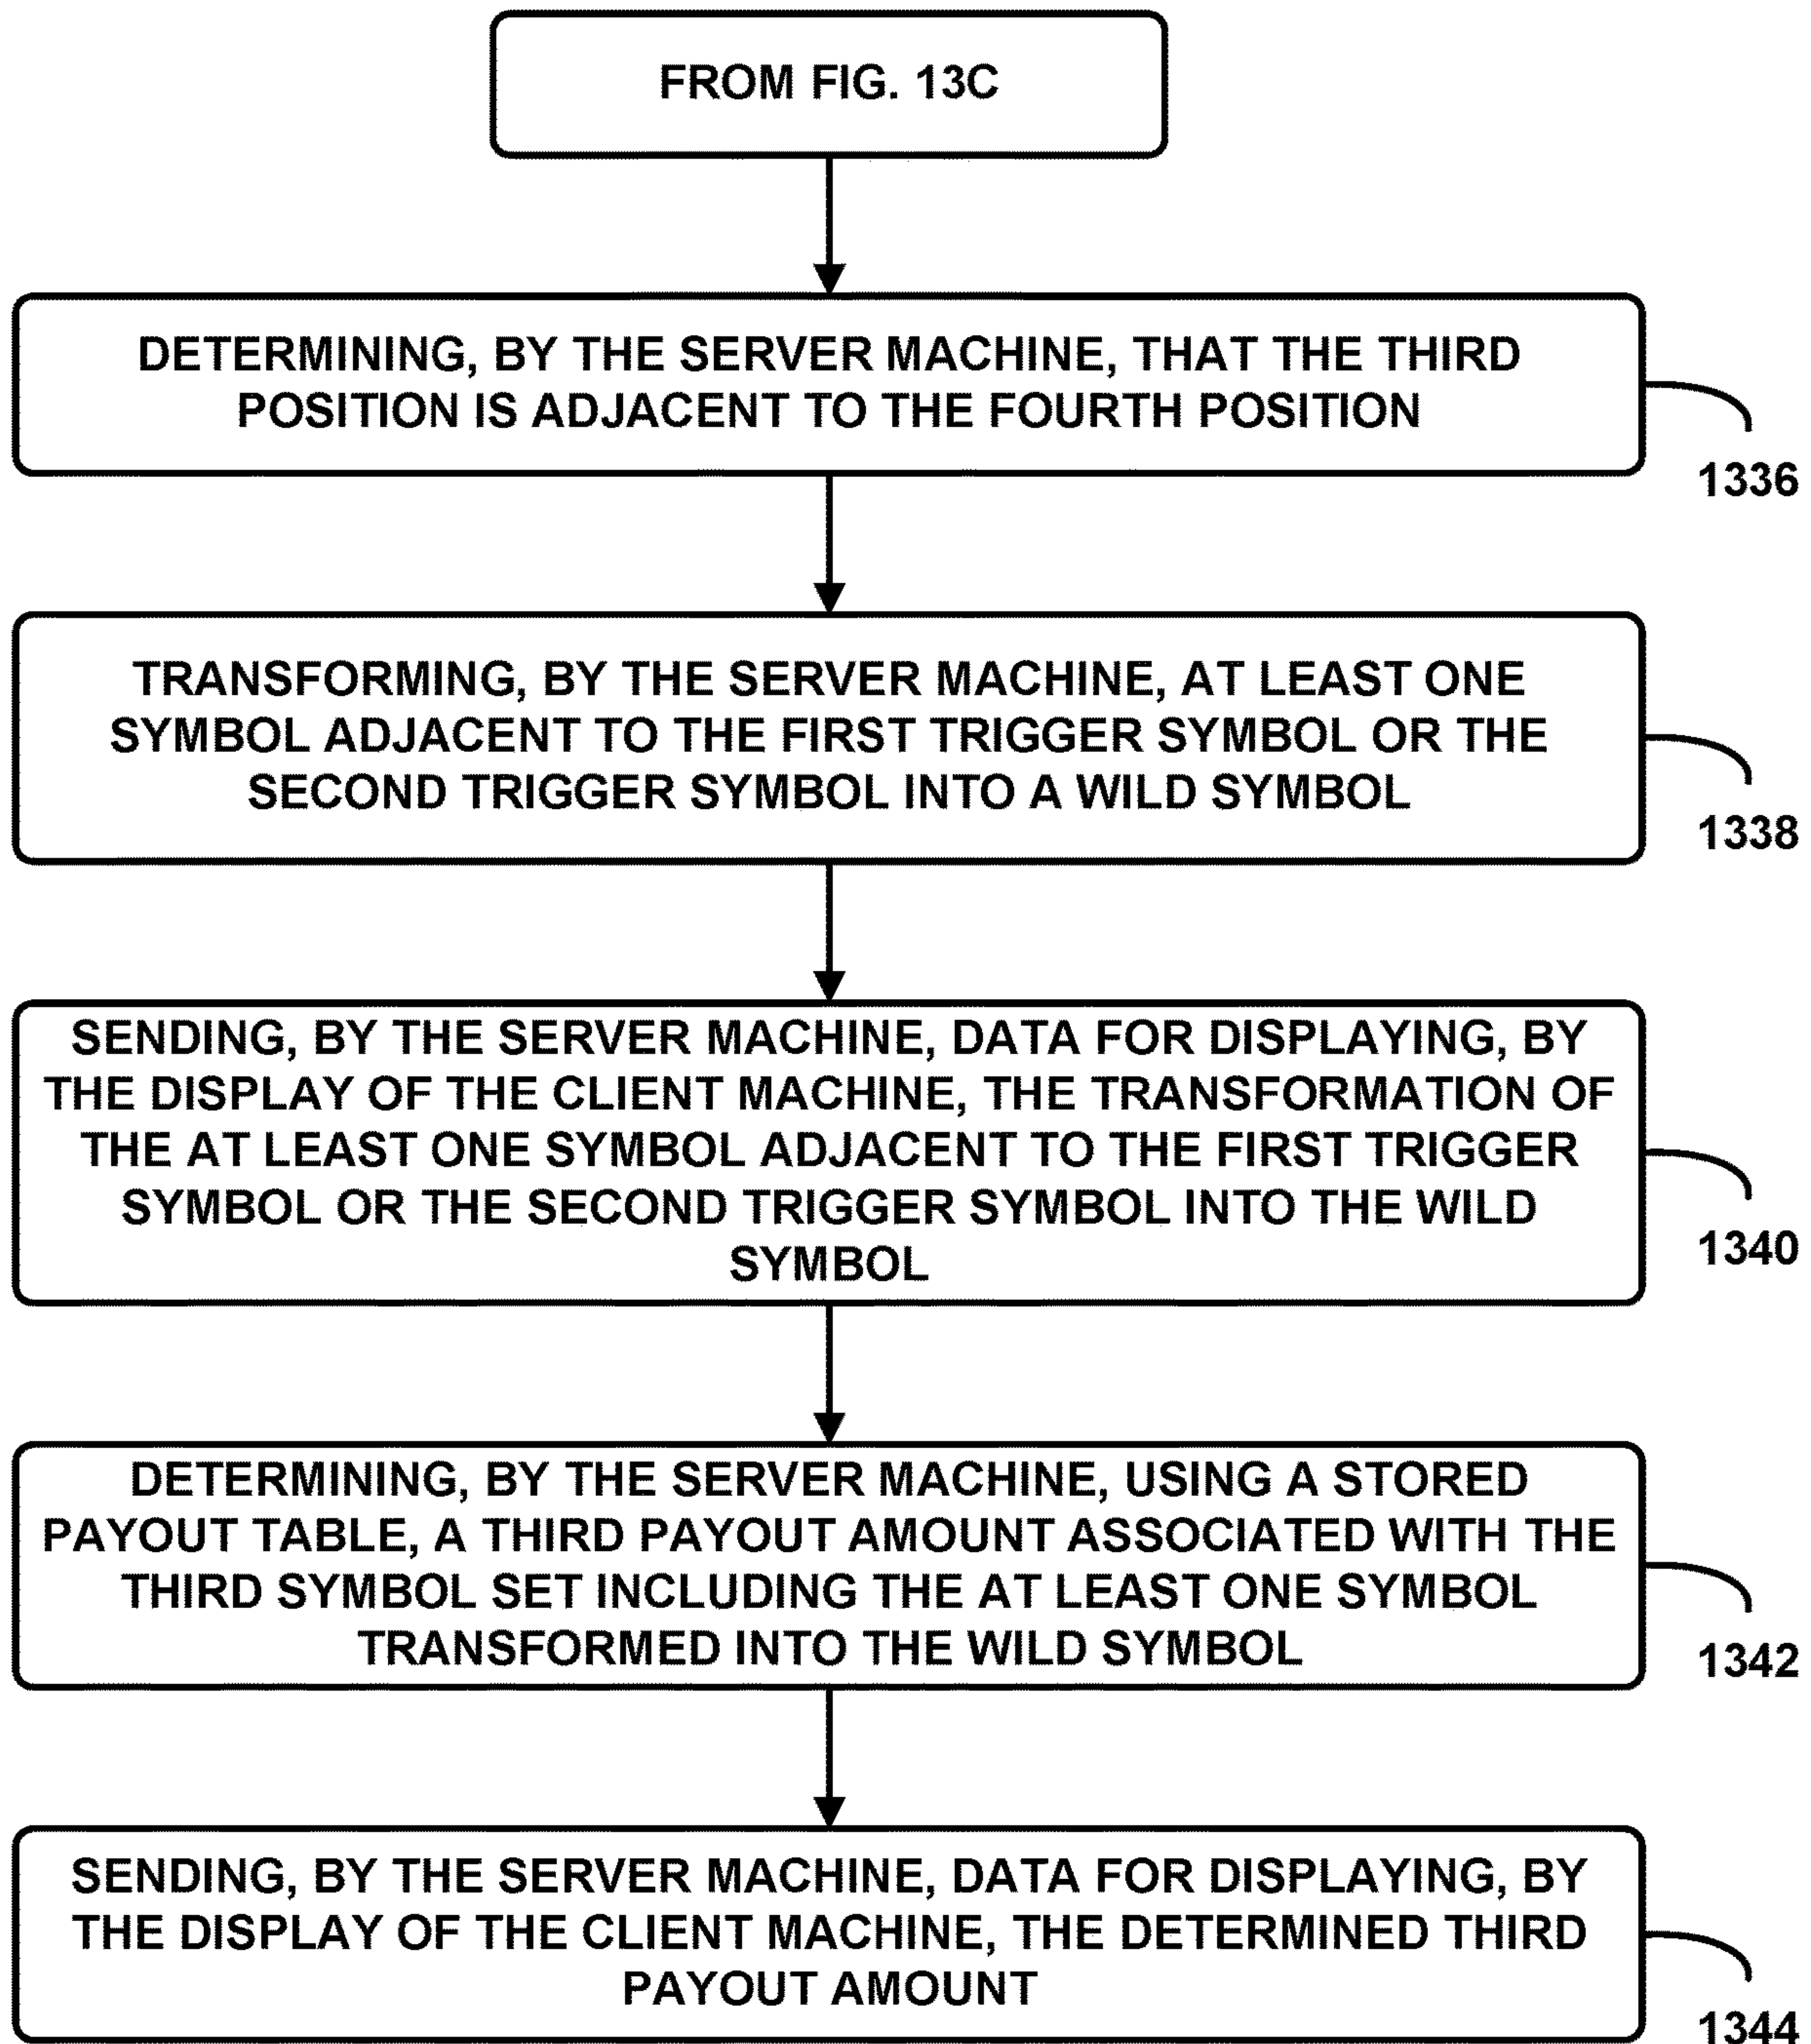 FROM FIG. 13C
DETERMINING, BY THE SERVER MACHINE, THAT THE THIRD
POSITION IS ADJACENT TO THE FOURTH POSITION
1336
TRANSFORMING, BY THE SERVER MACHINE, AT LEAST ONE
SYMBOL ADJACENT TO THE FIRST TRIGGER SYMBOL OR THE
SECOND TRIGGER SYMBOL INTO A WILD SYMBOL
1338
SENDING, BY THE SERVER MACHINE, DATA FOR DISPLAYING, BY
THE DISPLAY OF THE CLIENT MACHINE, THE TRANSFORMATION OF
THE AT LEAST ONE SYMBOL ADJACENT TO THE FIRST TRIGGER
SYMBOL OR THE SECOND TRIGGER SYMBOL INTO THE WILD
SYMBOL
1340
DETERMINING, BY THE SERVER MACHINE, USING A STORED
PAYOUT TABLE, A THIRD PAYOUT AMOUNT ASSOCIATED WITH THE
THIRD SYMBOL SET INCLUDING THE AT LEAST ONE SYMBOL
TRANSFORMED INTO THE WILD SYMBOL
1342
SENDING, BY THE SERVER MACHINE, DATA FOR DISPLAYING, BY
THE DISPLAY OF THE CLIENT MACHINE, THE DETERMINED THIRD
PAYOUT AMOUNT
1344